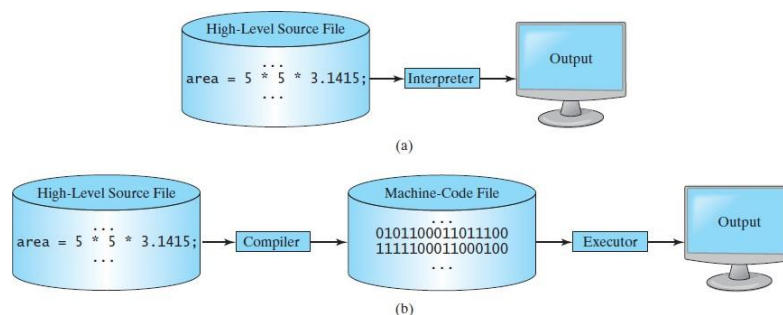 High-Level Source File
...
area = 5 * 5 * 3.1415;
...
Interpreter
Output
(a)
High-Level Source File
...
area = 5 * 5 * 3.1415;
...
Compiler
Machine-Code File
...
0101100011011100
1111100011000100
...
Executor
Output
(b)